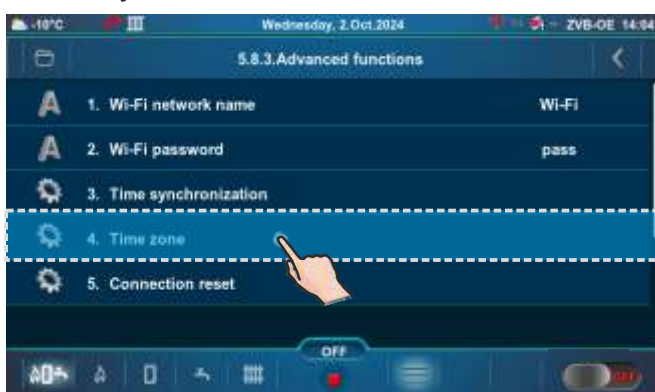 -10°C Wednesday, 2.Oct.2024 ZVB-OE 14:04
5.8.3.Advanced functions
1. Wi-Fi network name Wi-Fi
2. Wi-Fi password pass
3. Time synchronization
4. Time zone
5. Connection reset
OFF
OFF